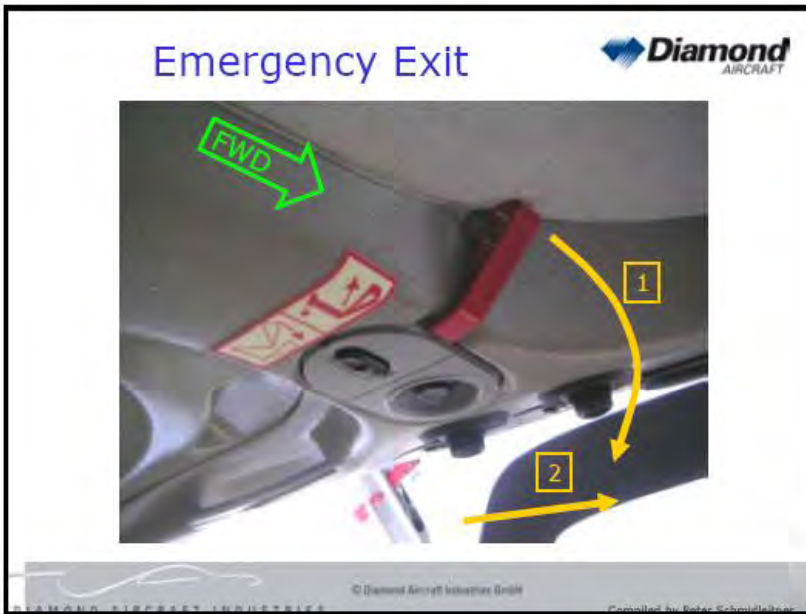 Emergency Exit
Diamond
AIRCRAFT
FWD
1
2
© Diamond Aircraft Industries GmbH
DIAMOND AIRCRAFT INDUSTRIES
Compiled by Peter Schmidleitner